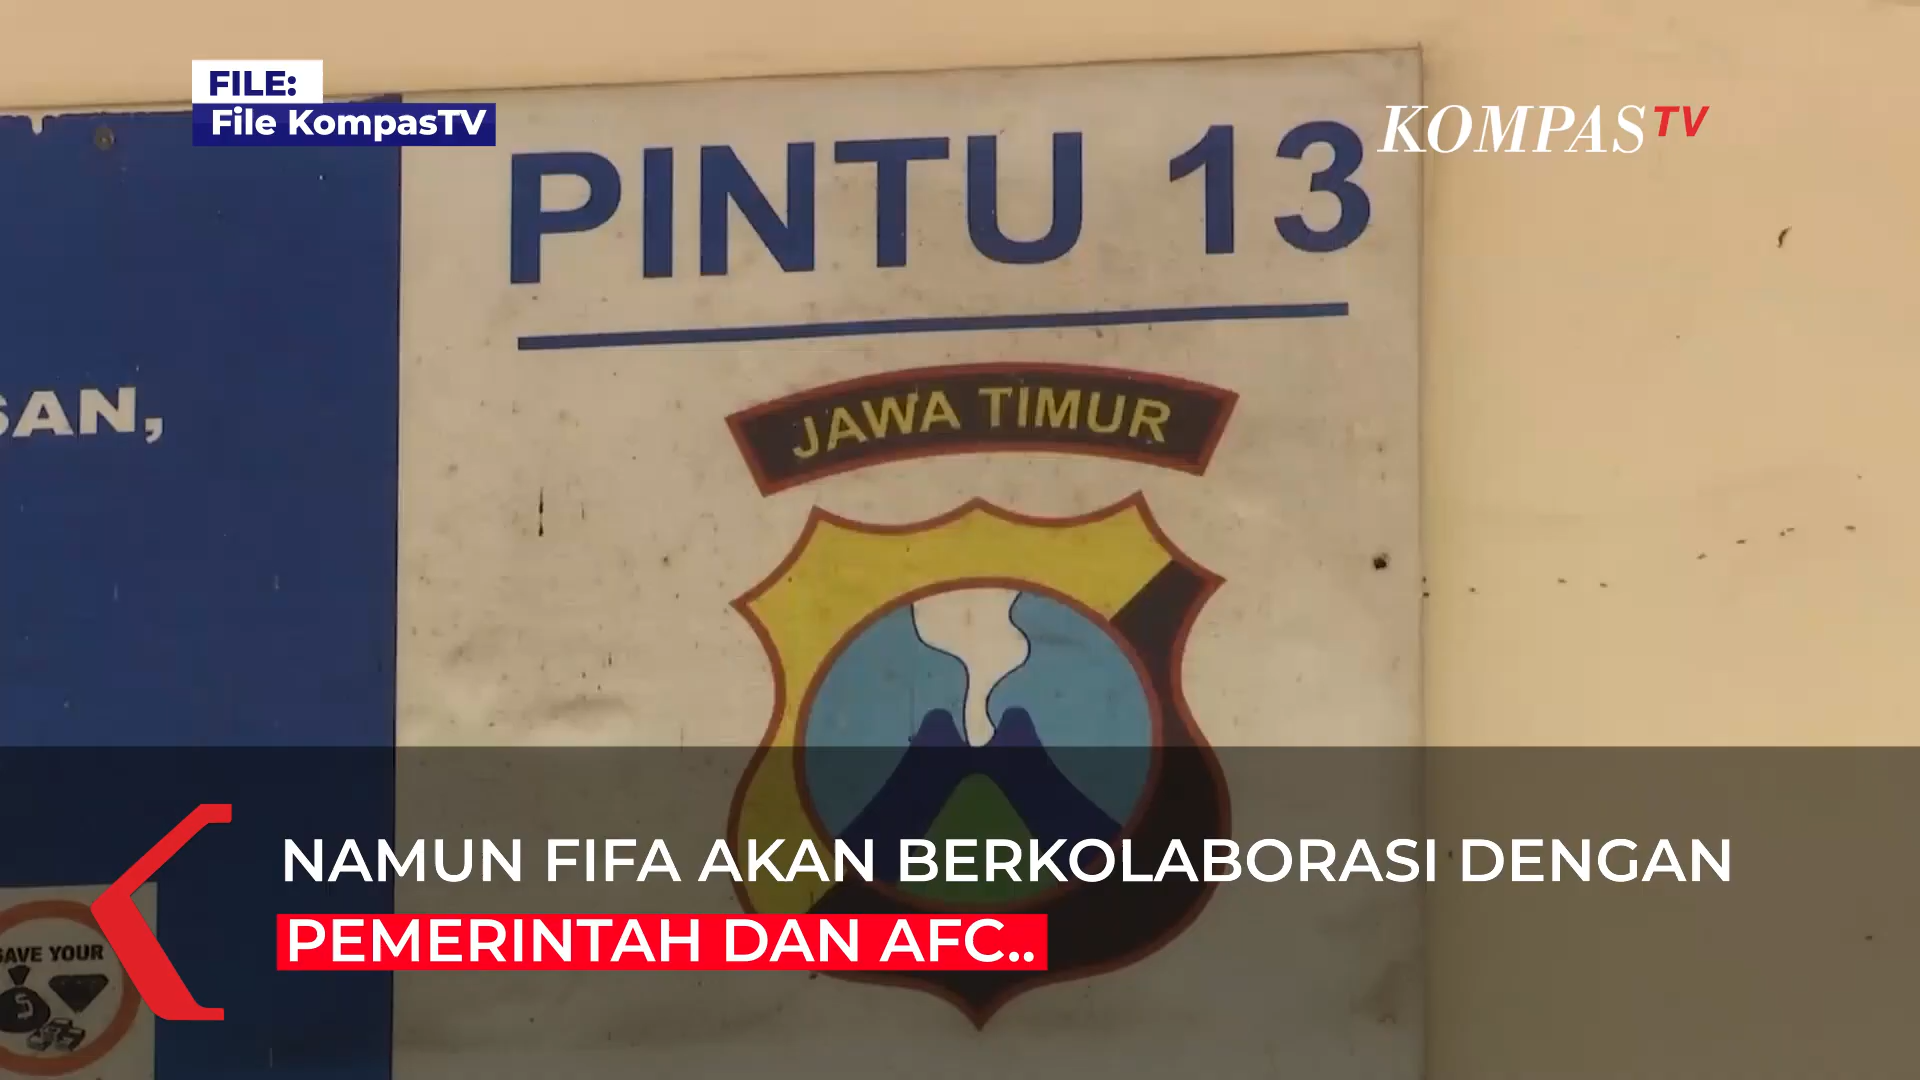 FILE:
File KompasTV
KOMPAS TV
PINTU 13
JAWA TIMUR
SAN,
SAVE YOUR
NAMUN FIFA AKAN BERKOLABORASI DENGAN
PEMERINTAH DAN AFC..